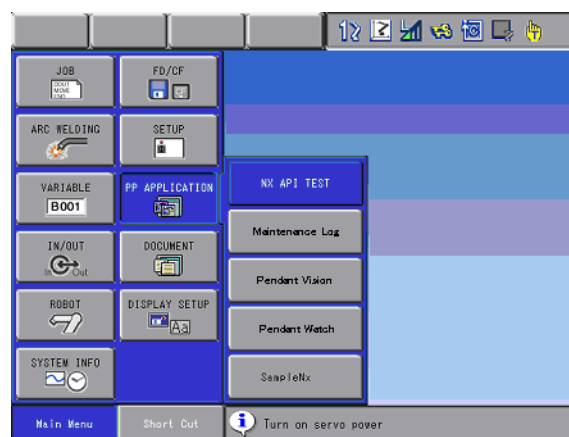 JOB
FD/CF
ARC WELDING
SETUP
VARIABLE
B001
PP APPLICATION
NX API TEST
Maintenance Log
IN/OUT
In Out
DOCUMENT
Pendant Vision
ROBOT
DISPLAY SETUP
Aa
Pendant Watch
SYSTEM INFO
SampleNx
Main Menu
Short Cut
Turn on servo power